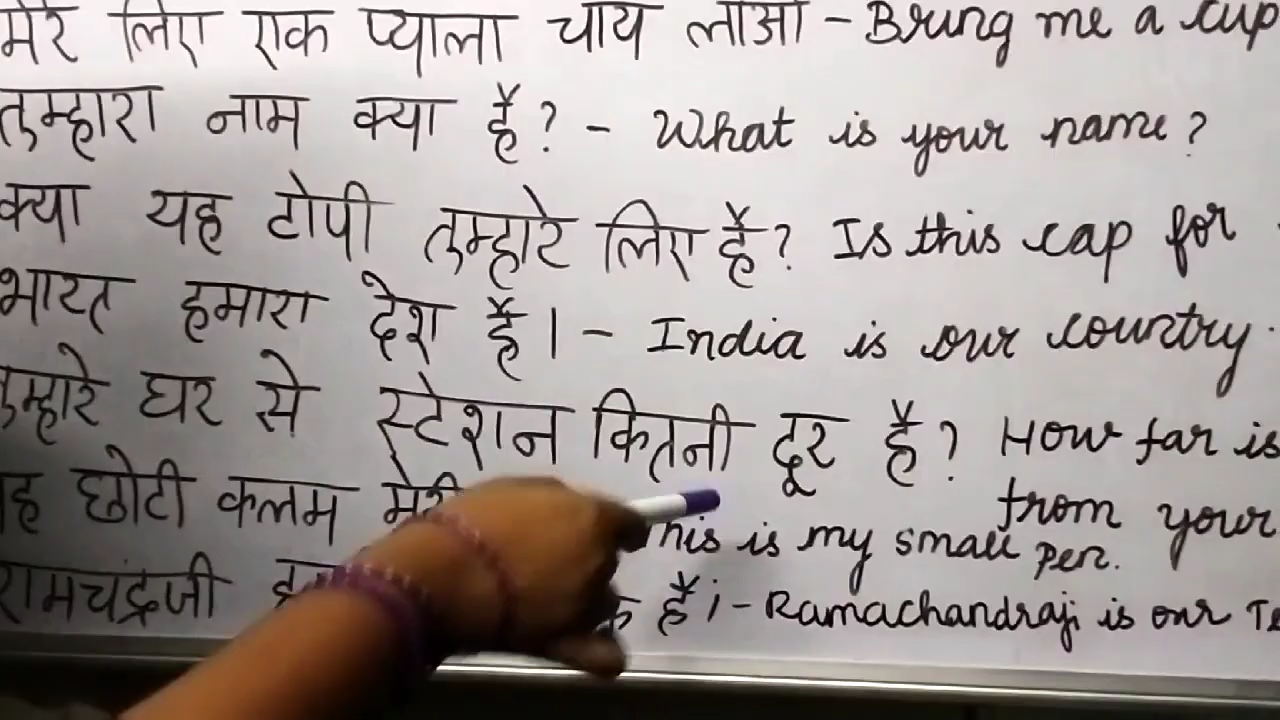 मेरे लिए एक प्याला चाय लाओ - Bring me a cup
तुम्हारा नाम क्या है? - What is your name?
क्या यह टोपी तुम्हारे लिए है? Is this cap for
भारत हमारा देश है। - India is our country.
तुम्हारे घर से स्टेशन कितनी दूर है? How far is
from your
छोटी कलम मेरी his is my small pen.
रामचंद्रजी है। - Ramachandraji is our